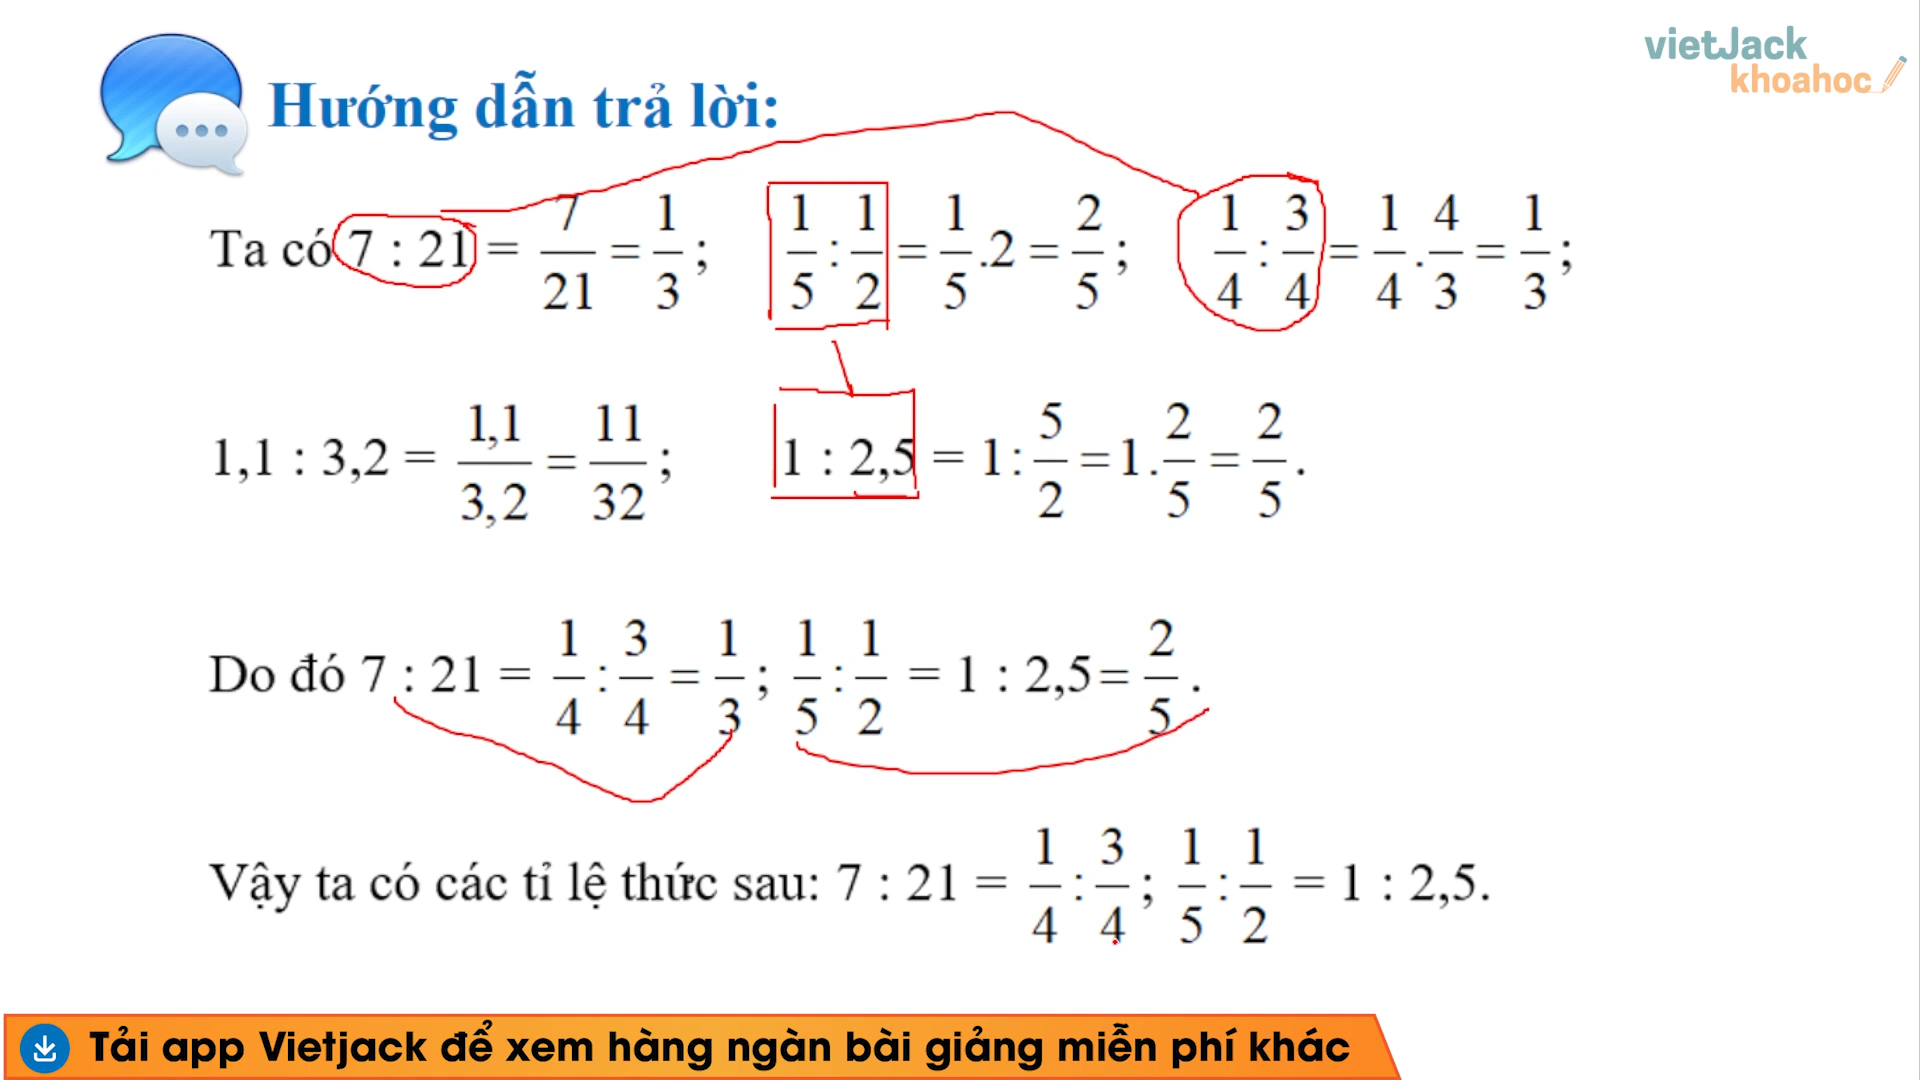 vietJack
khoahoc
Hướng dẫn trả lời:
Ta có 7 : 21 = 7/21 = 1/3 ; 1/5 : 1/2 = 1/5 .2 = 2/5 ; 1/4 : 3/4 = 1/4 . 4/3 = 1/3 ;
1,1 : 3,2 = 1,1/3,2 = 11/32 ; 1 : 2,5 = 1 : 5/2 = 1 . 2/5 = 2/5 .
Do đó 7 : 21 = 1/4 : 3/4 = 1/3 ; 1/5 : 1/2 = 1 : 2,5 = 2/5 .
Vậy ta có các tỉ lệ thức sau: 7 : 21 = 1/4 : 3/4 ; 1/5 : 1/2 = 1 : 2,5.
Tải app Vietjack để xem hàng ngàn bài giảng miễn phí khác